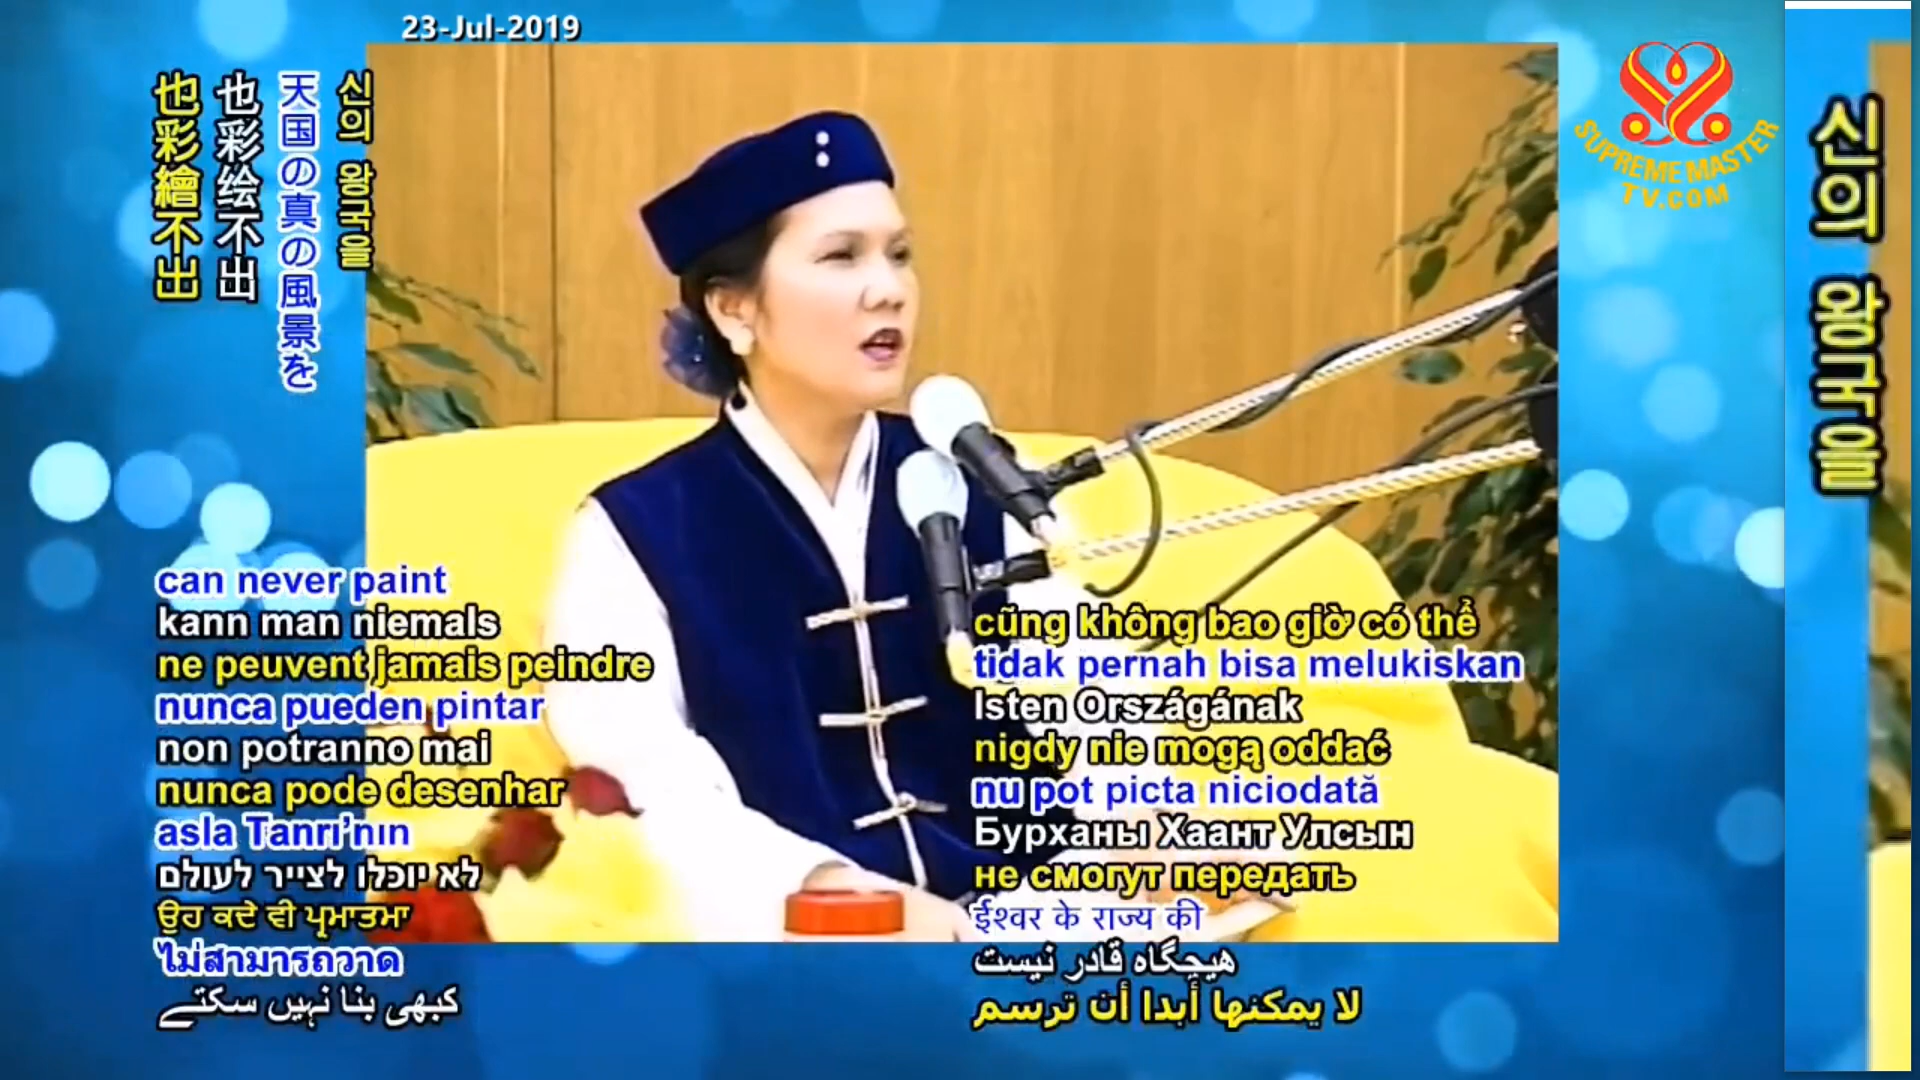 23-Jul-2019
신의 왕국을
天国の真の風景を
也彩绘不出
也彩繪不出
SUPREME MASTER
TV.COM
신의 왕국을
can never paint
kann man niemals
ne peuvent jamais peindre
nunca pueden pintar
non potranno mai
nunca pode desenhar
asla Tanrı’nın
לא יוכלו לצייר לעולם
ਉਹ ਕਦੇ ਵੀ ਪ੍ਰਮਾਤਮਾ
ไม่สามารถวาด
کبھی بنا نہیں سکتے
cũng không bao giờ có thể
tidak pernah bisa melukiskan
Isten Országának
nigdy nie mogą oddać
nu pot picta niciodată
Бурханы Хаант Улсын
не смогут передать
ईश्वर के राज्य की
هیچگاه قادر نیست
لا يمكنها أبدا أن ترسم